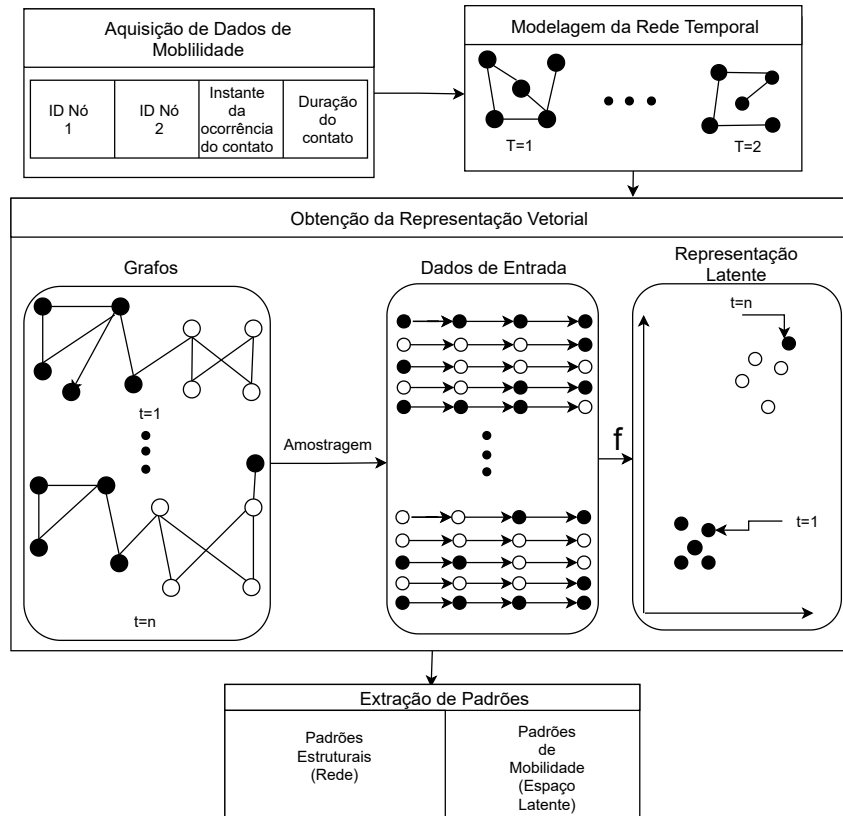 Aquisição de Dados de
Moblilidade
ID Nó
1
ID Nó
2
Instante
da
ocorrência
do contato
Duração
do
contato
Modelagem da Rede Temporal
T=1
T=2
Obtenção da Representação Vetorial
Grafos
t=1
t=n
Amostragem
Dados de Entrada
f
Representação
Latente
t=n
t=1
Extração de Padrões
Padrões
Estruturais
(Rede)
Padrões
de
Mobilidade
(Espaço
Latente)